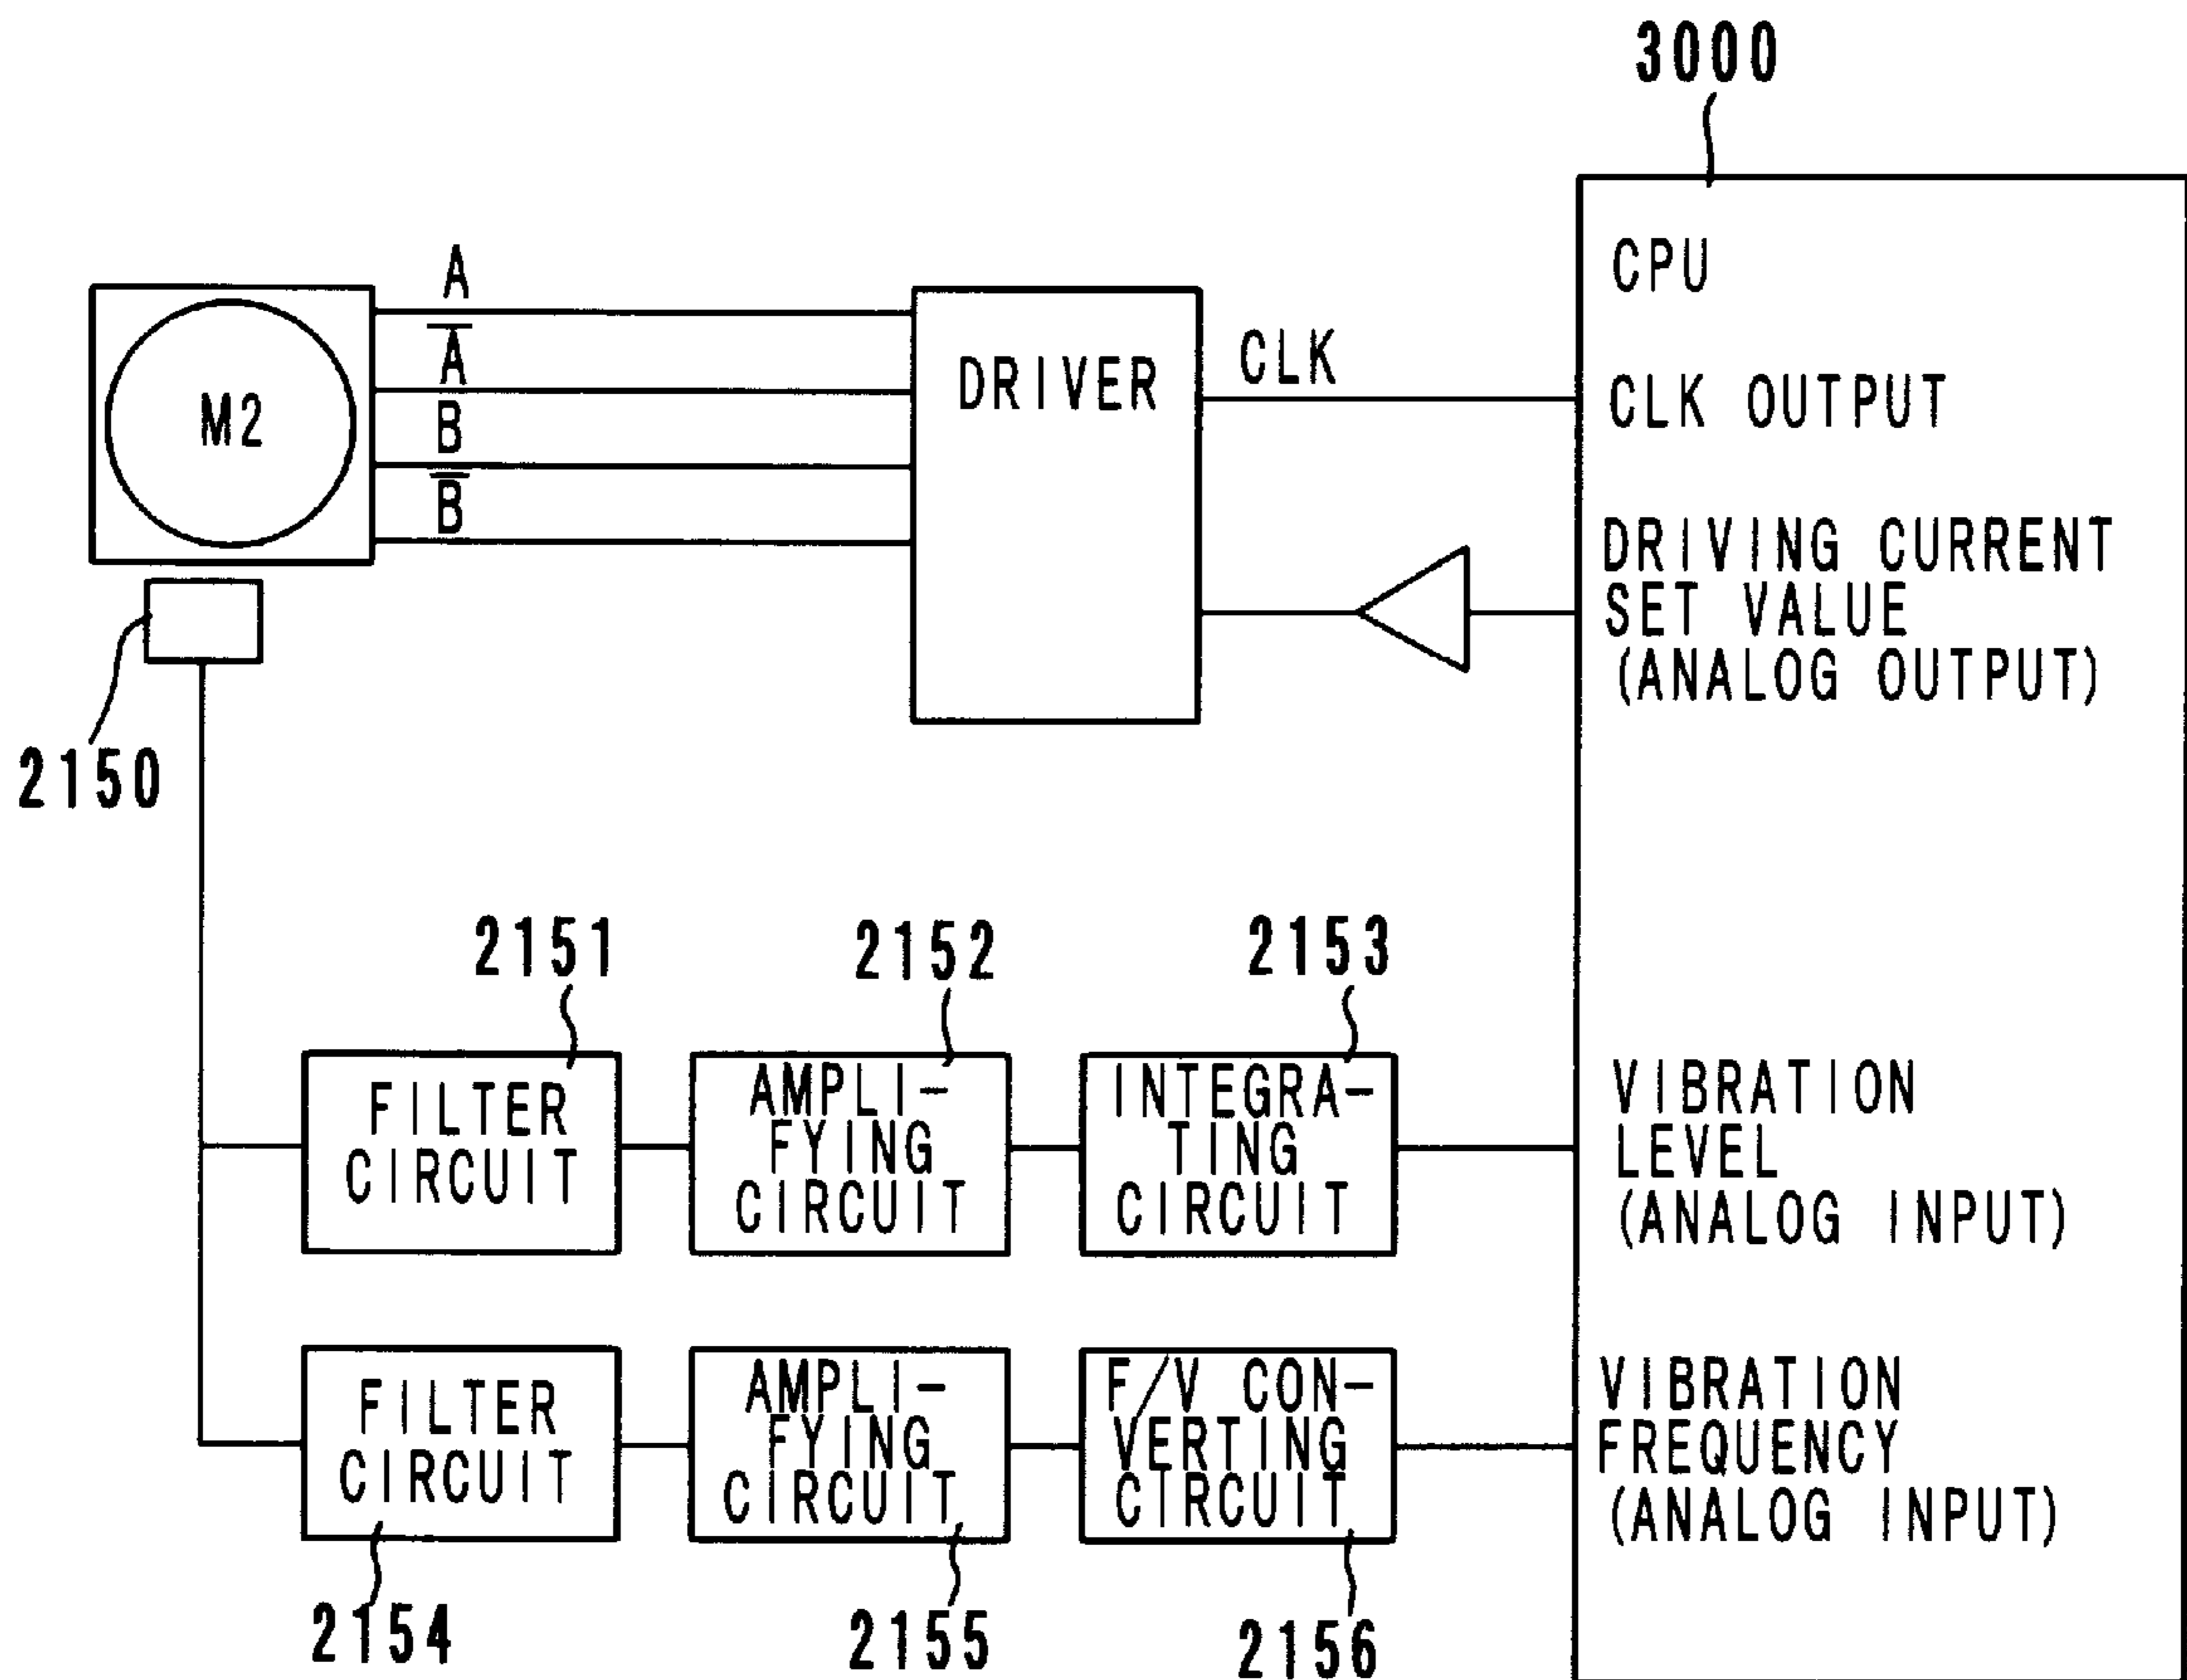 3000
CPU
A
A̅
CLK
DRIVER
M2
B
CLK OUTPUT
B̅
DRIVING CURRENT
SET VALUE
(ANALOG OUTPUT)
2150
2151
2152
2153
FILTER
CIRCUIT
AMPLI-
FYING
CIRCUIT
INTEGRA-
TING
CIRCUIT
VIBRATION
LEVEL
(ANALOG INPUT)
FILTER
CIRCUIT
AMPLI-
FYING
CIRCUIT
F/V CON-
VERTING
CIRCUIT
VIBRATION
FREQUENCY
(ANALOG INPUT)
2154
2155
2156